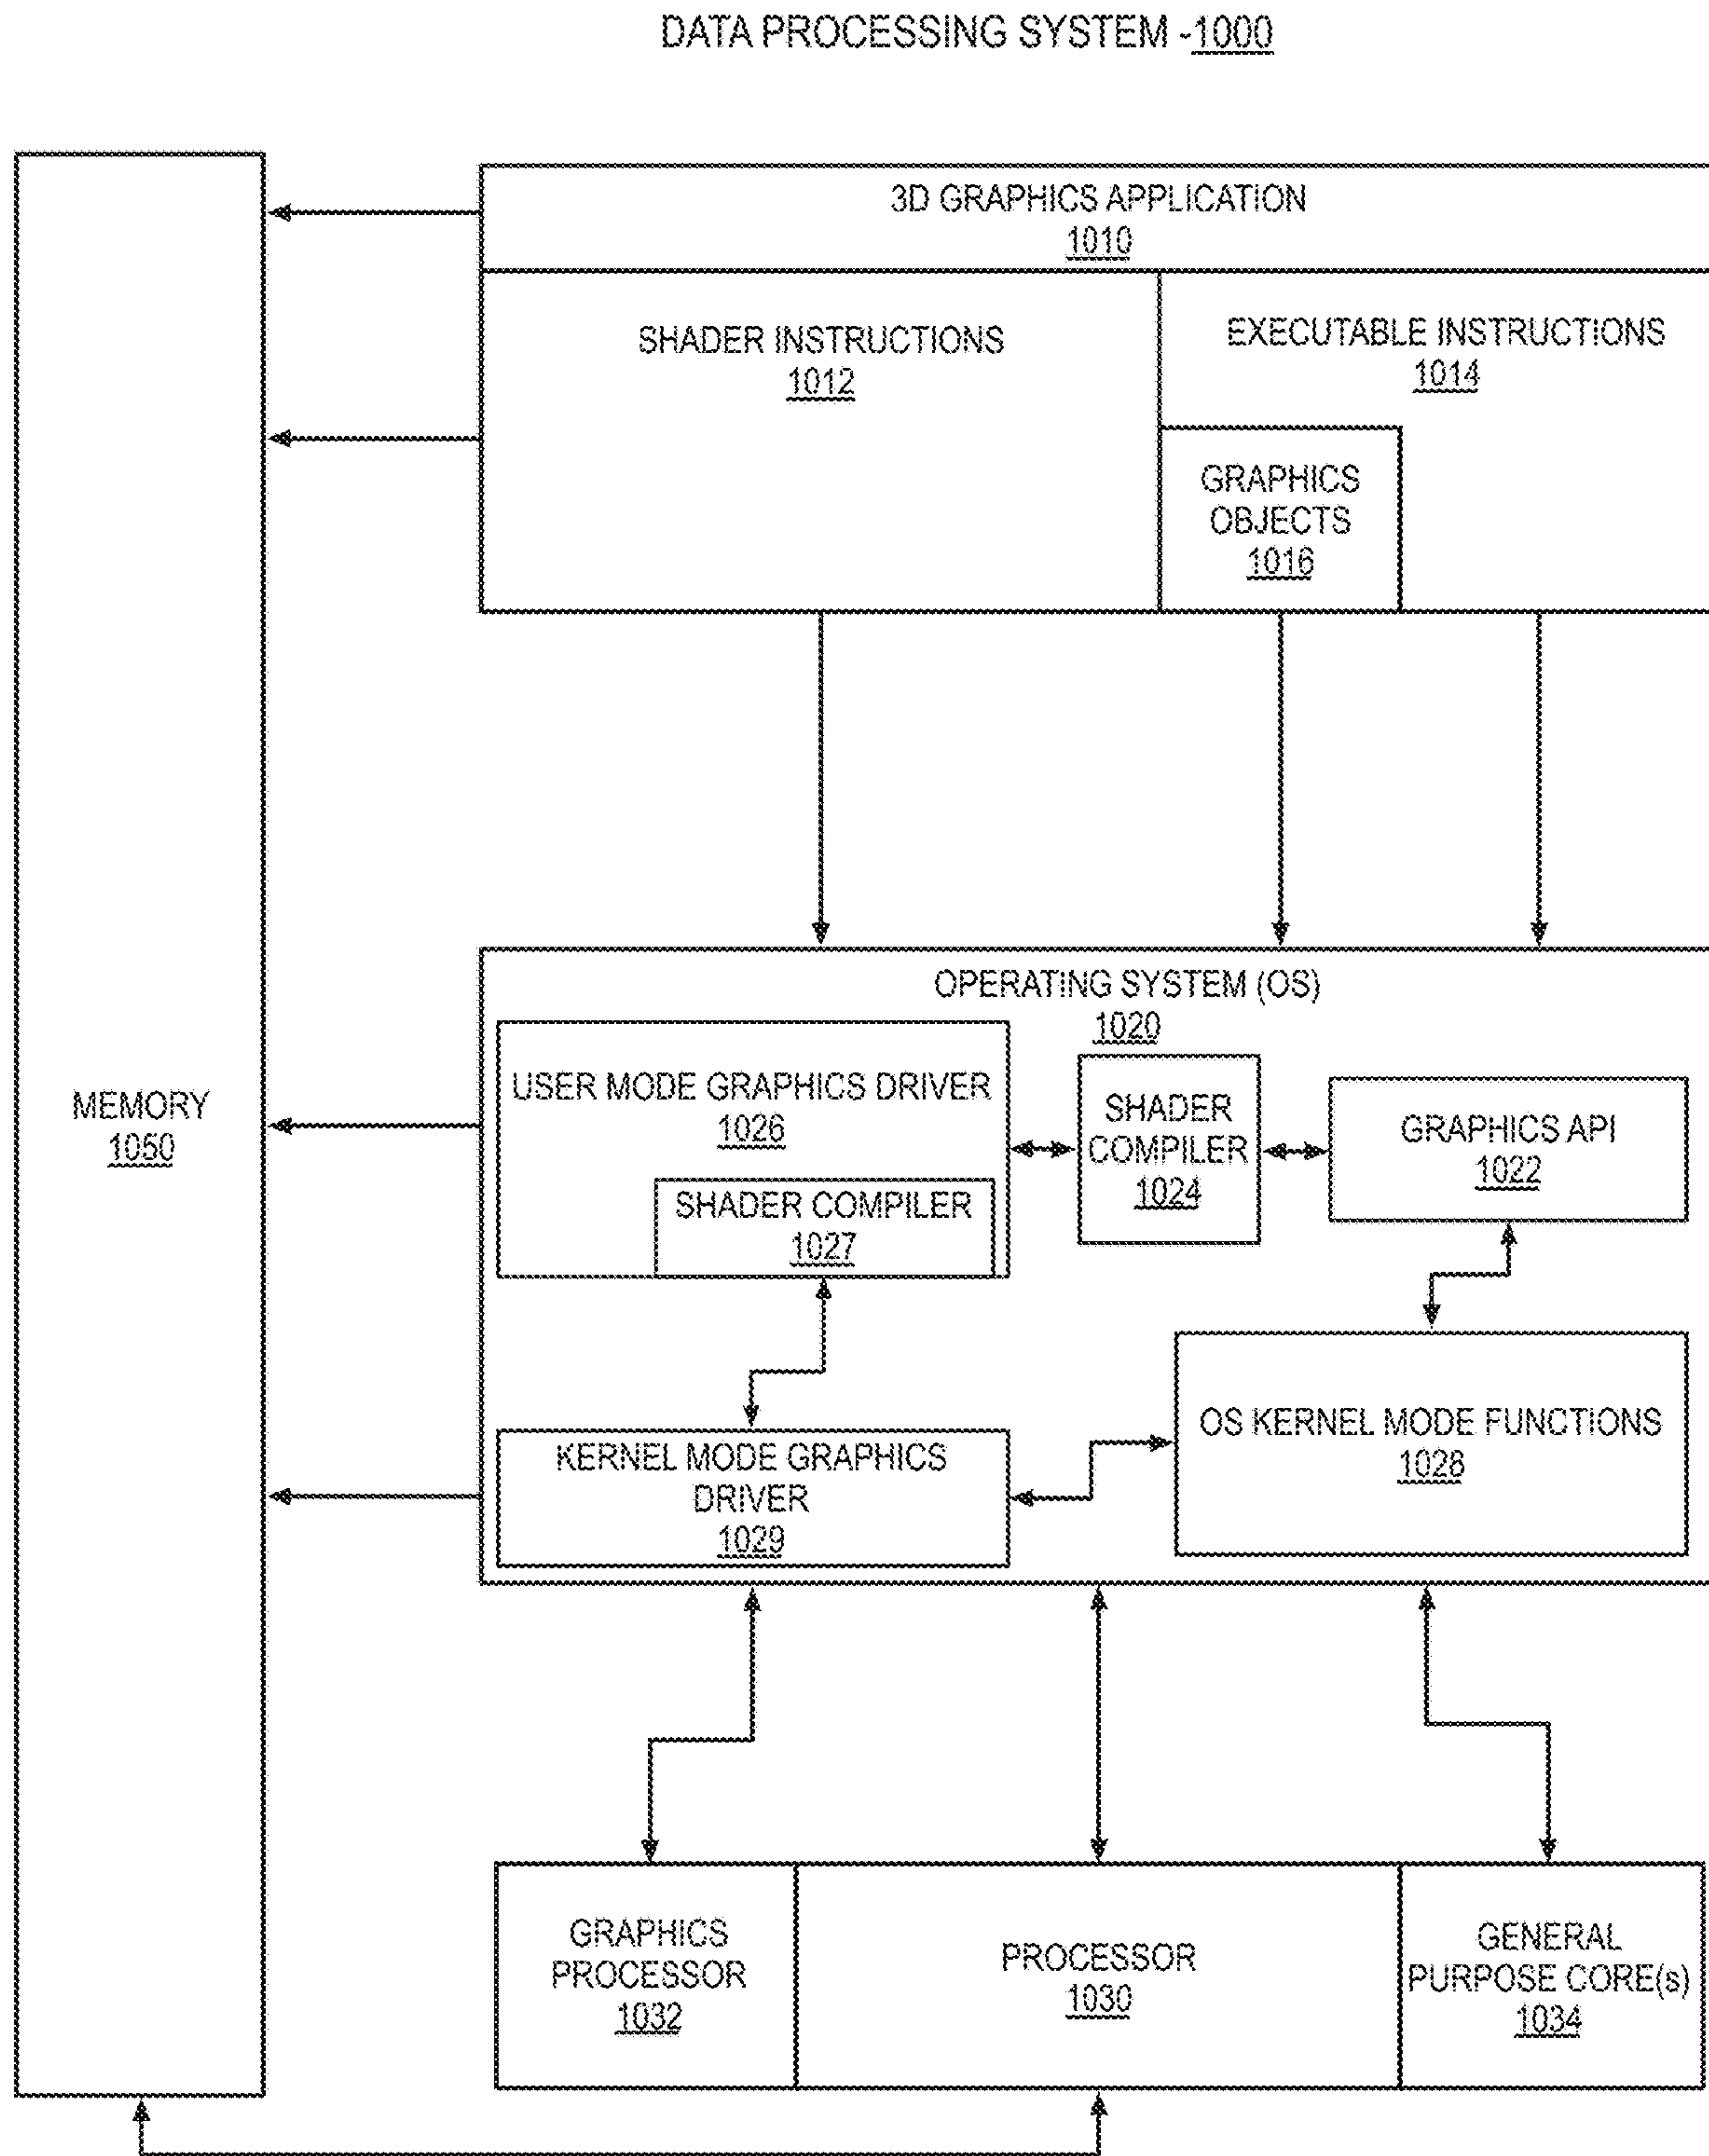 DATA PROCESSING SYSTEM -1000
3D GRAPHICS APPLICATION
1010
SHADER INSTRUCTIONS
1012
EXECUTABLE INSTRUCTIONS
1014
GRAPHICS
OBJECTS
1016
OPERATING SYSTEM (OS)
1020
USER MODE GRAPHICS DRIVER
1026
SHADER COMPILER
1027
SHADER
COMPILER
1024
GRAPHICS API
1022
MEMORY
1050
KERNEL MODE GRAPHICS
DRIVER
1029
OS KERNEL MODE FUNCTIONS
1028
GRAPHICS
PROCESSOR
1032
PROCESSOR
1030
GENERAL
PURPOSE CORE(s)
1034